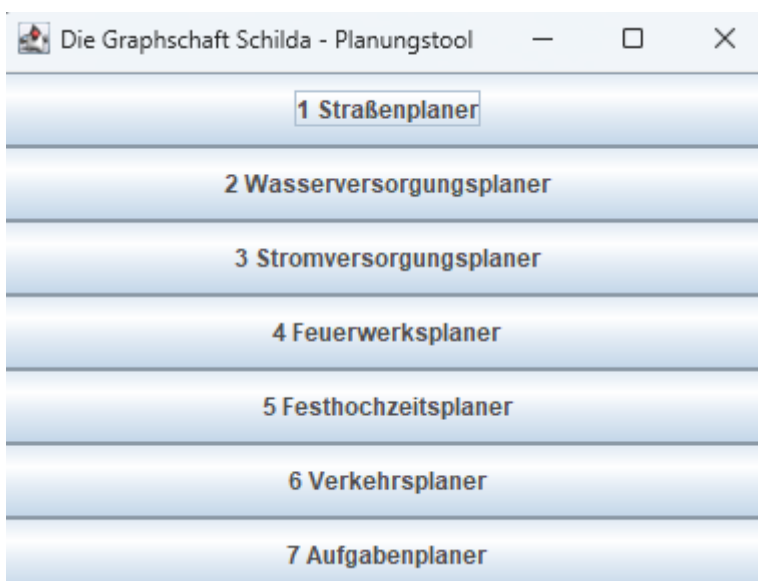 Die Graphschaft Schilda - Planungstool
1 Straßenplaner
2 Wasserversorgungsplaner
3 Stromversorgungsplaner
4 Feuerwerksplaner
5 Festhochzeitsplaner
6 Verkehrsplaner
7 Aufgabenplaner